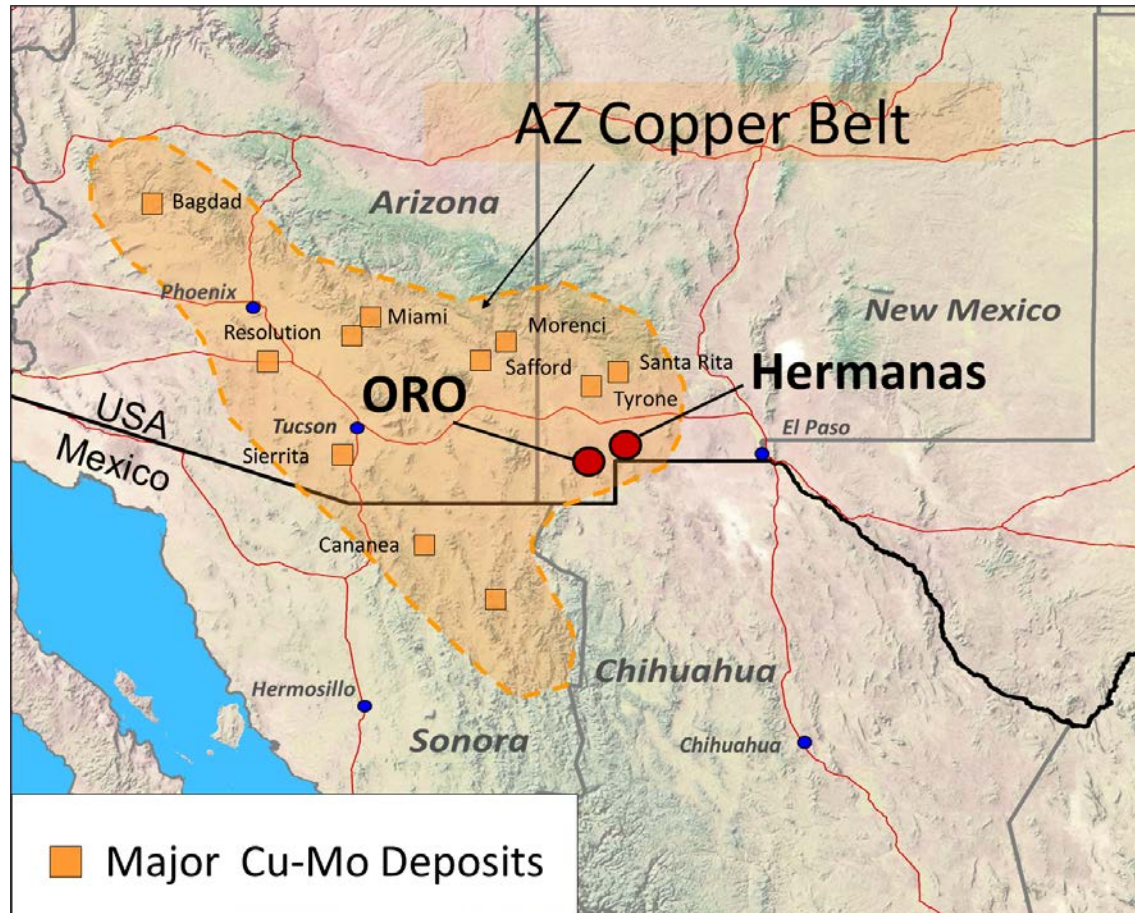 AZ Copper Belt
Arizona
Bagdad
Phoenix
New Mexico
Miami
Morenci
Resolution
Safford
Santa Rita
Hermanas
Tyrone
ORO
USA
Tucson
El Paso
Mexico
Sierrita
Cananea
Chihuahua
Hermosillo
Sonora
Chihuahua
Major Cu-Mo Deposits